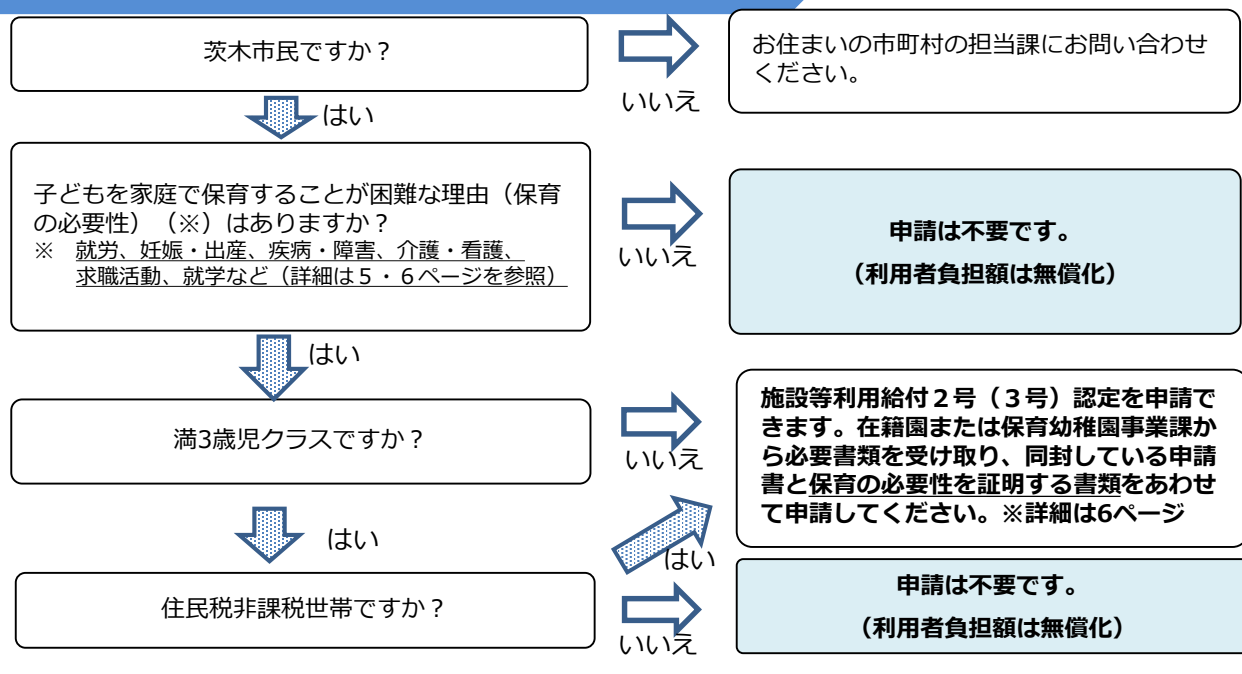 茨木市民ですか？
いいえ
お住まいの市町村の担当課にお問い合わせ
ください。
はい
子どもを家庭で保育することが困難な理由（保育
の必要性）（※）はありますか？
※　就労、妊娠・出産、疾病・障害、介護・看護、
求職活動、就学など（詳細は５・６ページを参照）
いいえ
申請は不要です。
（利用者負担額は無償化）
はい
満3歳児クラスですか？
いいえ
施設等利用給付２号（３号）認定を申請で
きます。在籍園または保育幼稚園事業課か
ら必要書類を受け取り、同封している申請
書と保育の必要性を証明する書類をあわせ
て申請してください。※詳細は6ページ
はい
はい
住民税非課税世帯ですか？
いいえ
申請は不要です。
（利用者負担額は無償化）